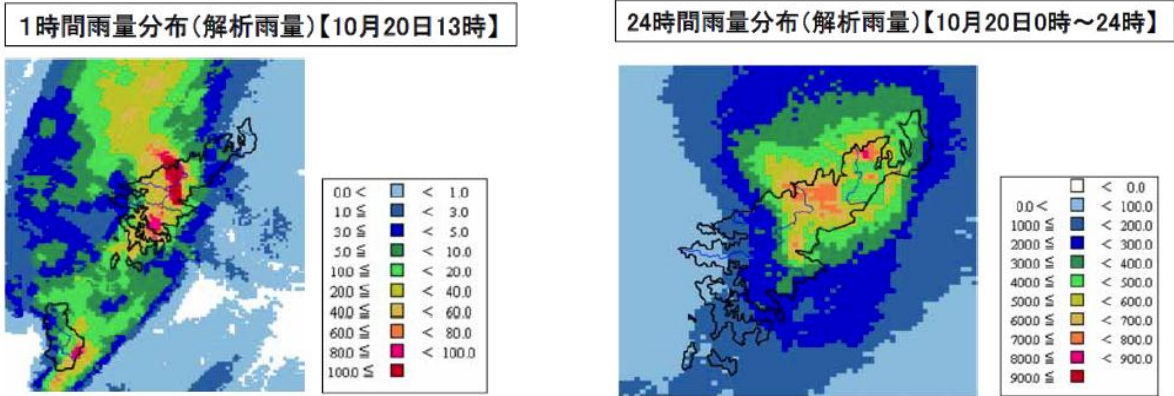 1時間雨量分布(解析雨量)【10月20日13時】
24時間雨量分布(解析雨量)【10月20日0時～24時】
0.0 < < 1.0
1.0 ≦ < 3.0
3.0 ≦ < 5.0
5.0 ≦ < 10.0
10.0 ≦ < 20.0
20.0 ≦ < 40.0
40.0 ≦ < 60.0
60.0 ≦ < 80.0
80.0 ≦ < 100.0
100.0 ≦
< 0.0
0.0 < < 100.0
100.0 ≦ < 200.0
200.0 ≦ < 300.0
300.0 ≦ < 400.0
400.0 ≦ < 500.0
500.0 ≦ < 600.0
600.0 ≦ < 700.0
700.0 ≦ < 800.0
800.0 ≦ < 900.0
900.0 ≦